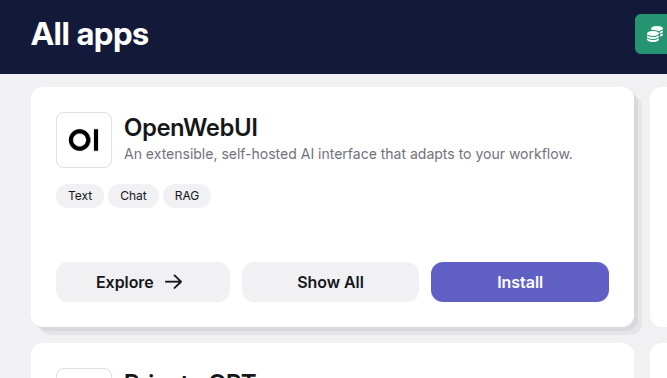 All apps
OI
OpenWebUI
An extensible, self-hosted AI interface that adapts to your workflow.
Text Chat RAG
Explore → Show All Install